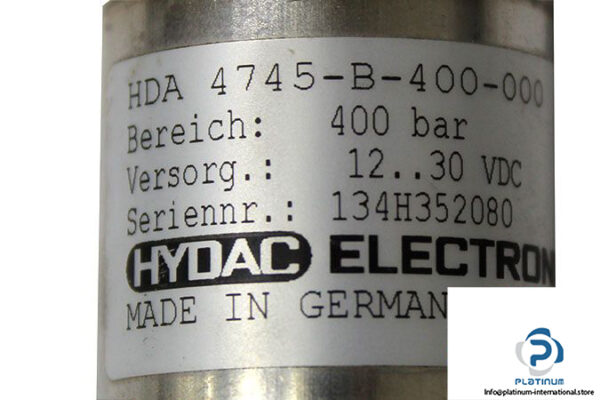 HDA 4745-B-400-000
Bereich: 400 bar
Versorg.: 12..30 VDC
Seriennr.: 134H352080
HYDAC ELECTRON
MADE IN GERMAN
PLATINUM
https://platinum-international.store